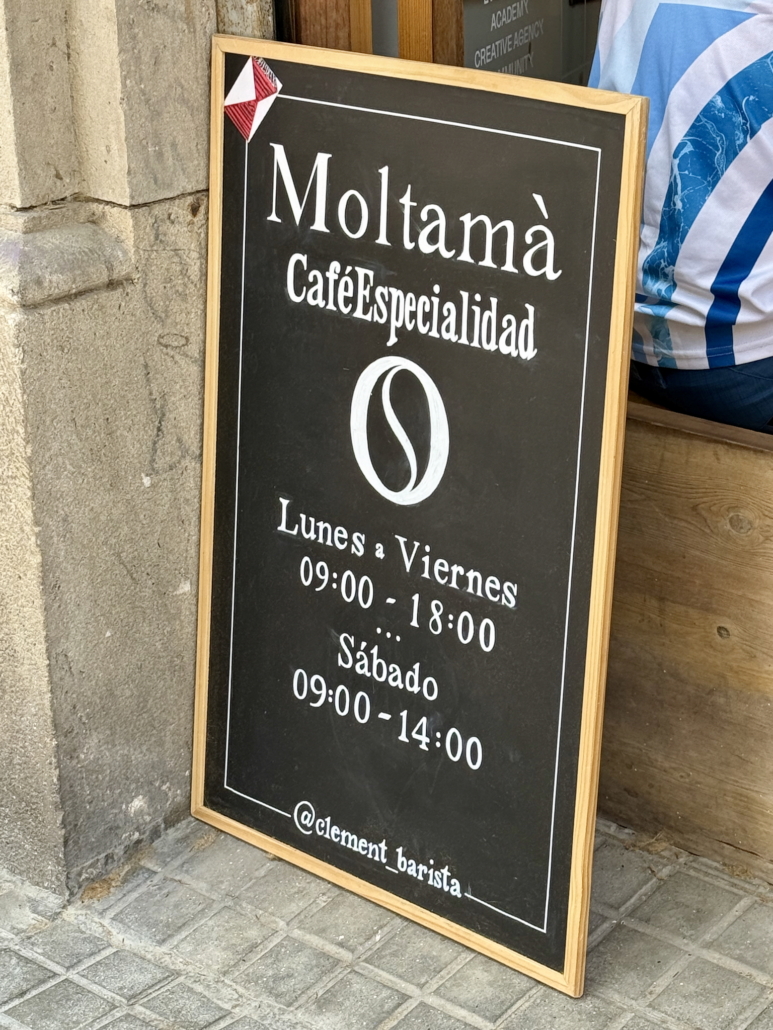 ACADEMY
CREATIVE AGENCY
Moltamà
CaféEspecialidad
Lunes a Viernes
09:00 - 18:00
...
Sábado
09:00 - 14:00
@clement_barista